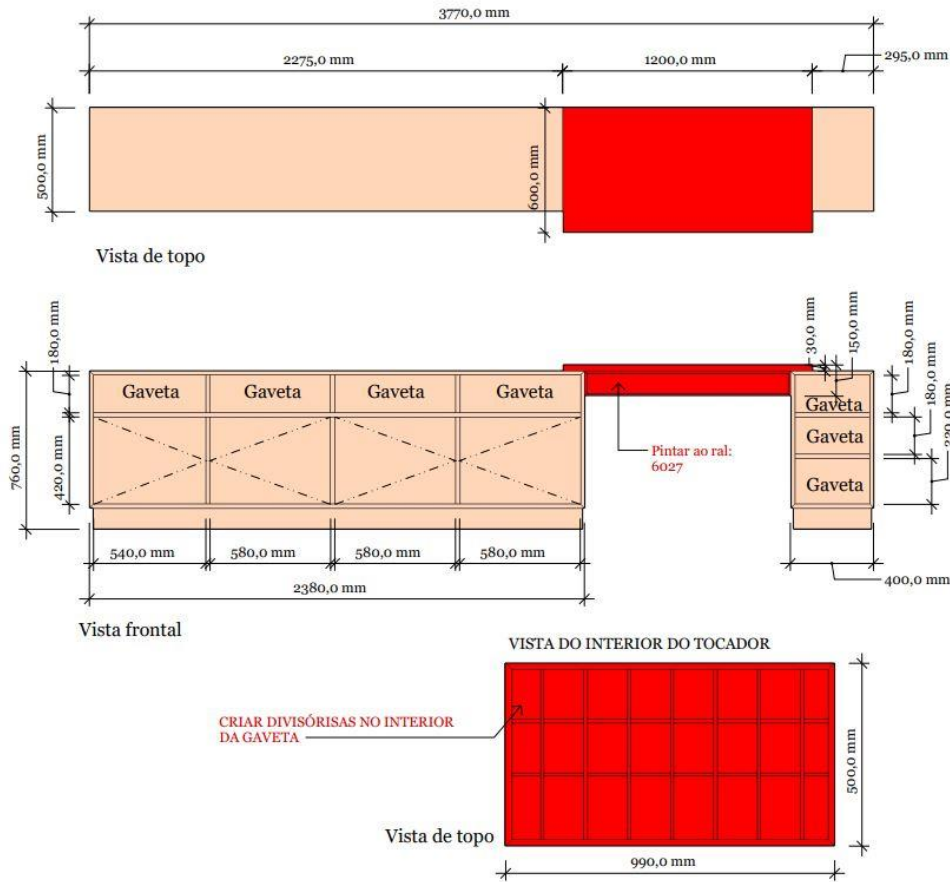 3770,0 mm
2275,0 mm
1200,0 mm
295,0 mm
500,0 mm
600,0 mm
Vista de topo
180,0 mm
760,0 mm
420,0 mm
Gaveta
Gaveta
Gaveta
Gaveta
30,0 mm
150,0 mm
180,0 mm
180,0 mm
220,0 mm
Gaveta
Gaveta
Gaveta
Pintar ao ral:
6027
540,0 mm
580,0 mm
580,0 mm
580,0 mm
2380,0 mm
400,0 mm
Vista frontal
VISTA DO INTERIOR DO TOCADOR
CRIAR DIVISÓRISAS NO INTERIOR
DA GAVETA
500,0 mm
Vista de topo
990,0 mm